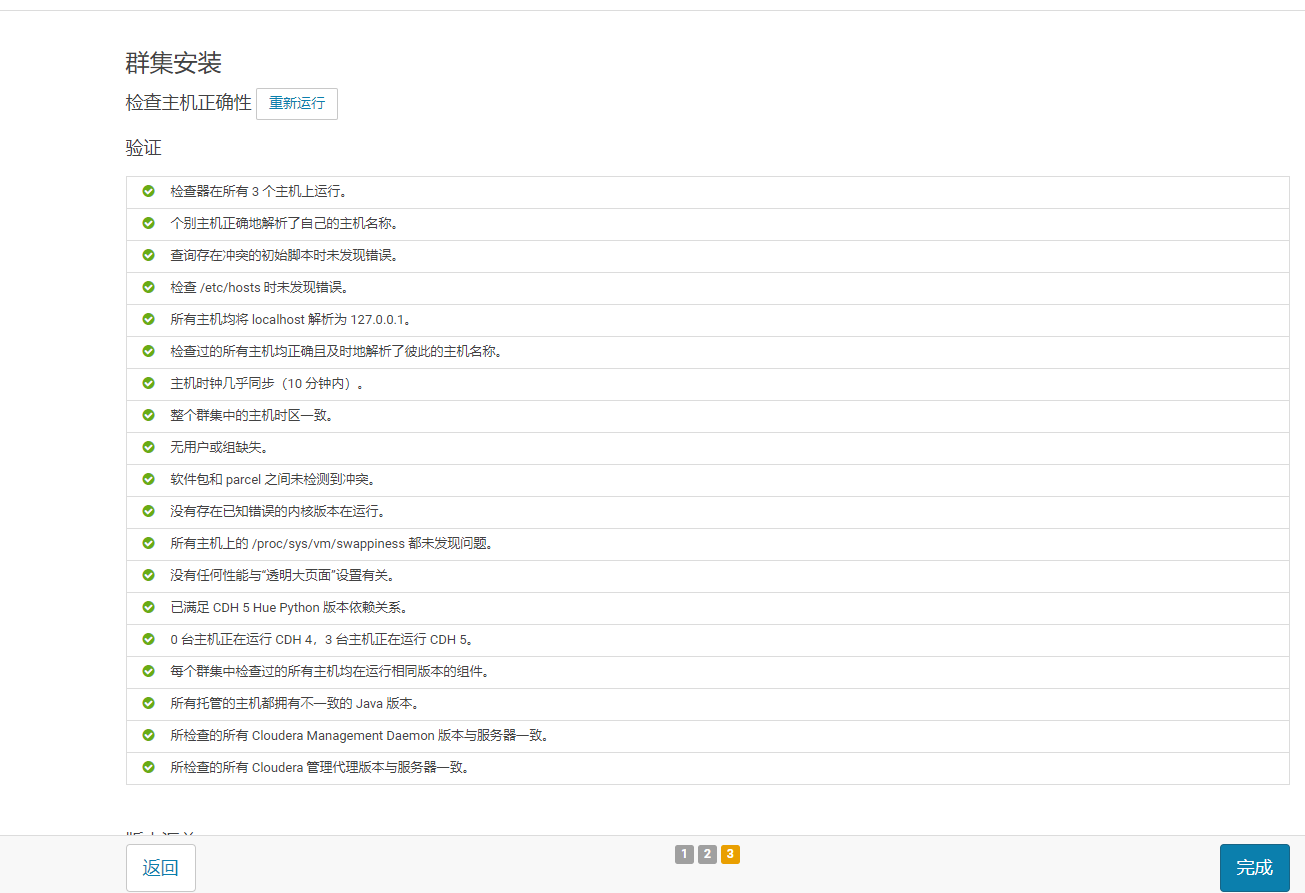 群集安装
检查主机正确性 重新运行
验证
检查器在所有 3 个主机上运行。
个别主机正确地解析了自己的主机名称。
查询存在冲突的初始脚本时未发现错误。
检查 /etc/hosts 时未发现错误。
所有主机均将 localhost 解析为 127.0.0.1。
检查过的所有主机均正确且及时地解析了彼此的主机名称。
主机时钟几乎同步（10 分钟内）。
整个群集中的主机时区一致。
无用户或组缺失。
软件包和 parcel 之间未检测到冲突。
没有存在已知错误的内核版本在运行。
所有主机上的 /proc/sys/vm/swappiness 都未发现问题。
没有任何性能与“透明大页面”设置有关。
已满足 CDH 5 Hue Python 版本依赖关系。
0 台主机正在运行 CDH 4，3 台主机正在运行 CDH 5。
每个群集中检查过的所有主机均在运行相同版本的组件。
所有托管的主机都拥有不一致的 Java 版本。
所检查的所有 Cloudera Management Daemon 版本与服务器一致。
所检查的所有 Cloudera 管理代理版本与服务器一致。
返回 1 2 3 完成